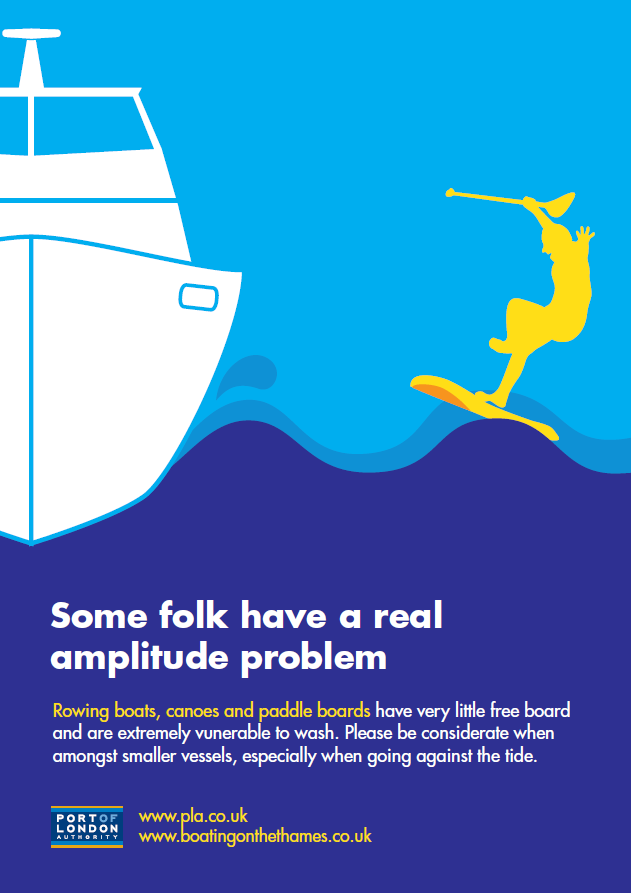 Some folk have a real
amplitude problem
Rowing boats, canoes and paddle boards have very little free board
and are extremely vunerable to wash. Please be considerate when
amongst smaller vessels, especially when going against the tide.
PORT OF
LONDON
AUTHORITY
www.pla.co.uk
www.boatingonthethames.co.uk